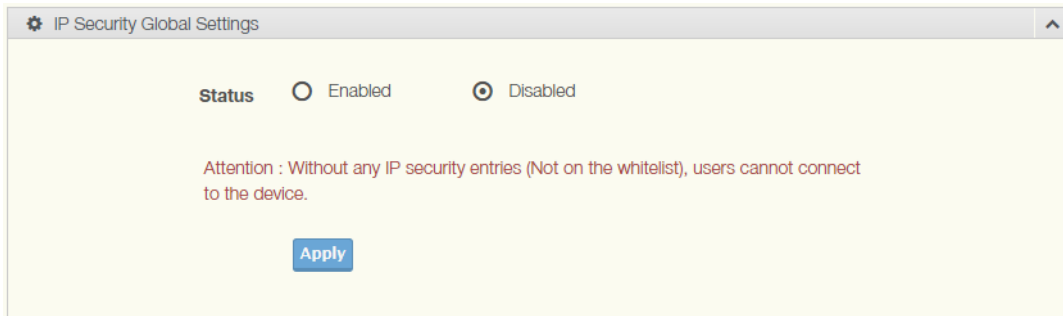 IP Security Global Settings
Status Enabled Disabled
Attention : Without any IP security entries (Not on the whitelist), users cannot connect
to the device.
Apply